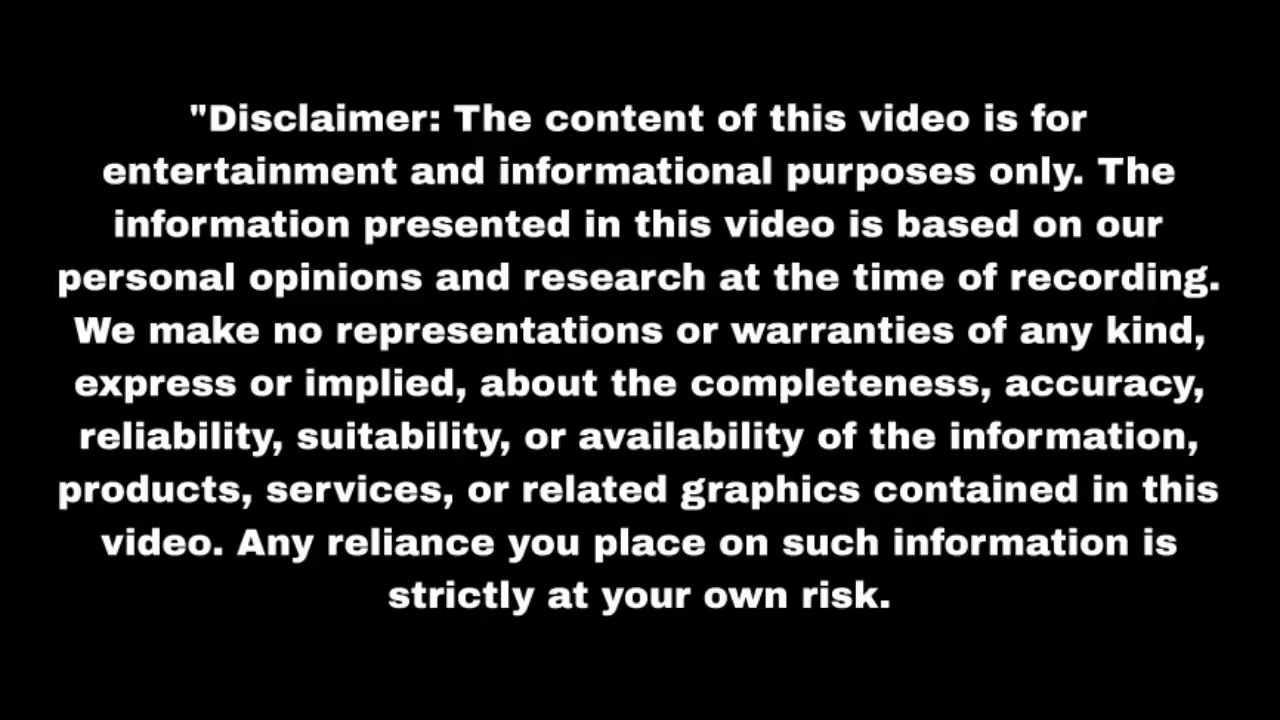 "Disclaimer: The content of this video is for
entertainment and informational purposes only. The
information presented in this video is based on our
personal opinions and research at the time of recording.
We make no representations or warranties of any kind,
express or implied, about the completeness, accuracy,
reliability, suitability, or availability of the information,
products, services, or related graphics contained in this
video. Any reliance you place on such information is
strictly at your own risk.